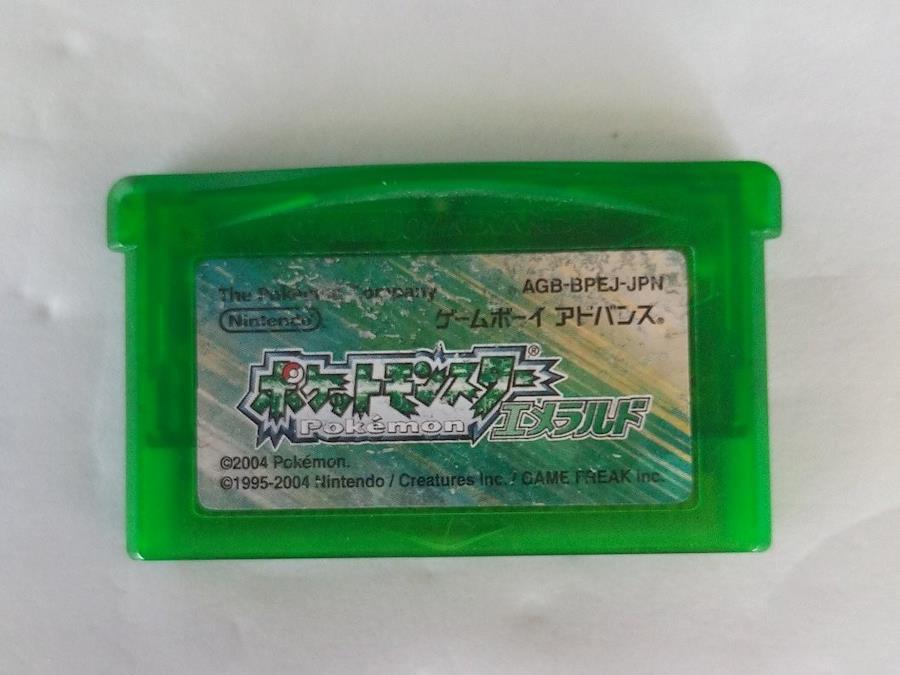 The Pokémon Company
AGB-BPEJ-JPN
Nintendo
ゲームボーイ アドバンス®
ポケットモンスター®
Pokémon
エメラルド
©2004 Pokémon.
©1995-2004 Nintendo / Creatures Inc. / GAME FREAK inc.